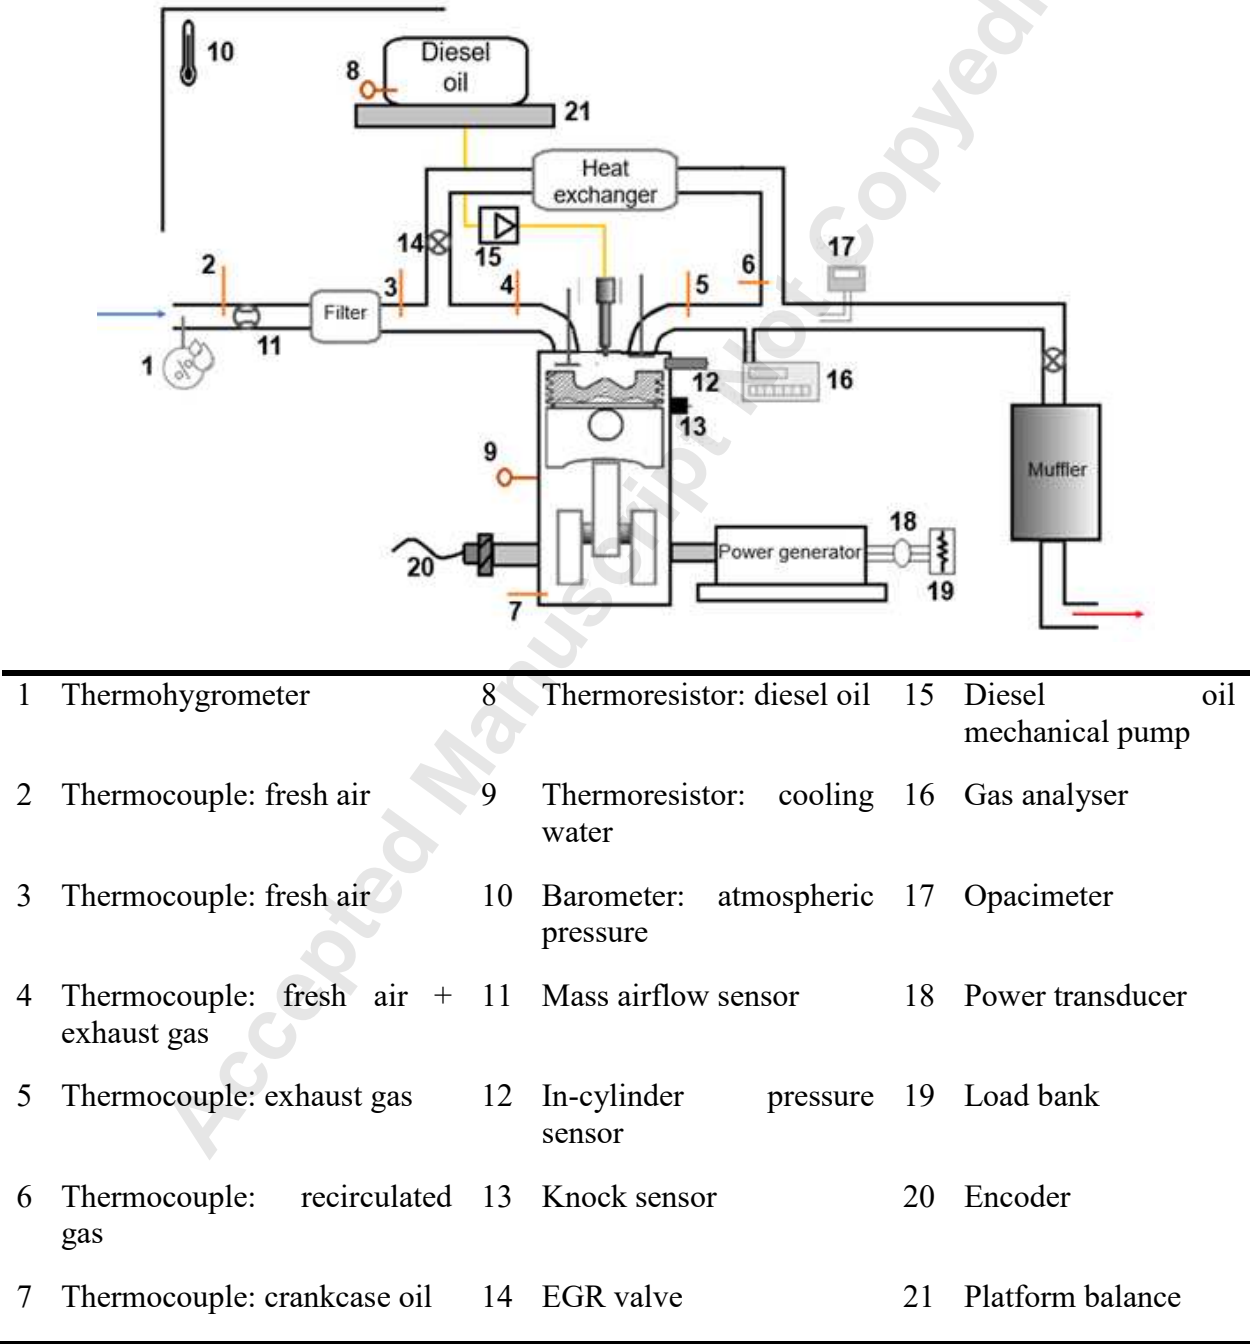 10
Diesel
oil
8
21
Heat
exchanger
14
15
17
2
3
4
5
6
Filter
1
11
12
16
13
9
Muffler
18
Power generator
20
19
7
Accepted Manuscript Not Copyedi
1 Thermohygrometer 8 Thermoresistor: diesel oil 15 Diesel oil
mechanical pump
2 Thermocouple: fresh air 9 Thermoresistor: cooling 16 Gas analyser
water
3 Thermocouple: fresh air 10 Barometer: atmospheric 17 Opacimeter
pressure
4 Thermocouple: fresh air + 11 Mass airflow sensor 18 Power transducer
exhaust gas
5 Thermocouple: exhaust gas 12 In-cylinder pressure 19 Load bank
sensor
6 Thermocouple: recirculated 13 Knock sensor 20 Encoder
gas
7 Thermocouple: crankcase oil 14 EGR valve 21 Platform balance